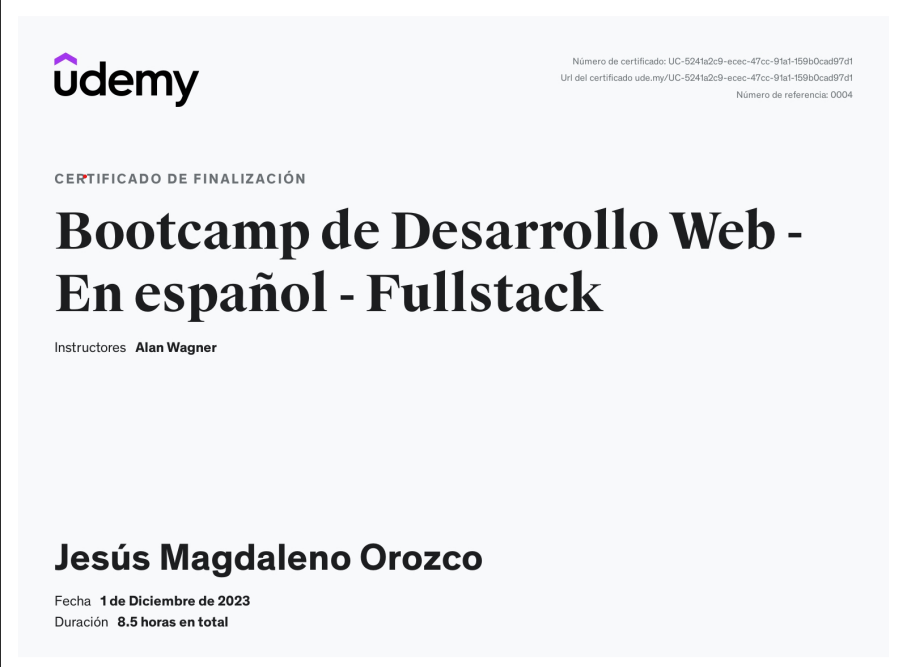 udemy
Número de certificado: UC-5241a2c9-ecec-47cc-91a1-159b0cad97d1
Url del certificado ude.my/UC-5241a2c9-ecec-47cc-91a1-159b0cad97d1
Número de referencia: 0004
CERTIFICADO DE FINALIZACIÓN
Bootcamp de Desarrollo Web -
En español - Fullstack
Instructores Alan Wagner
Jesús Magdaleno Orozco
Fecha 1 de Diciembre de 2023
Duración 8.5 horas en total